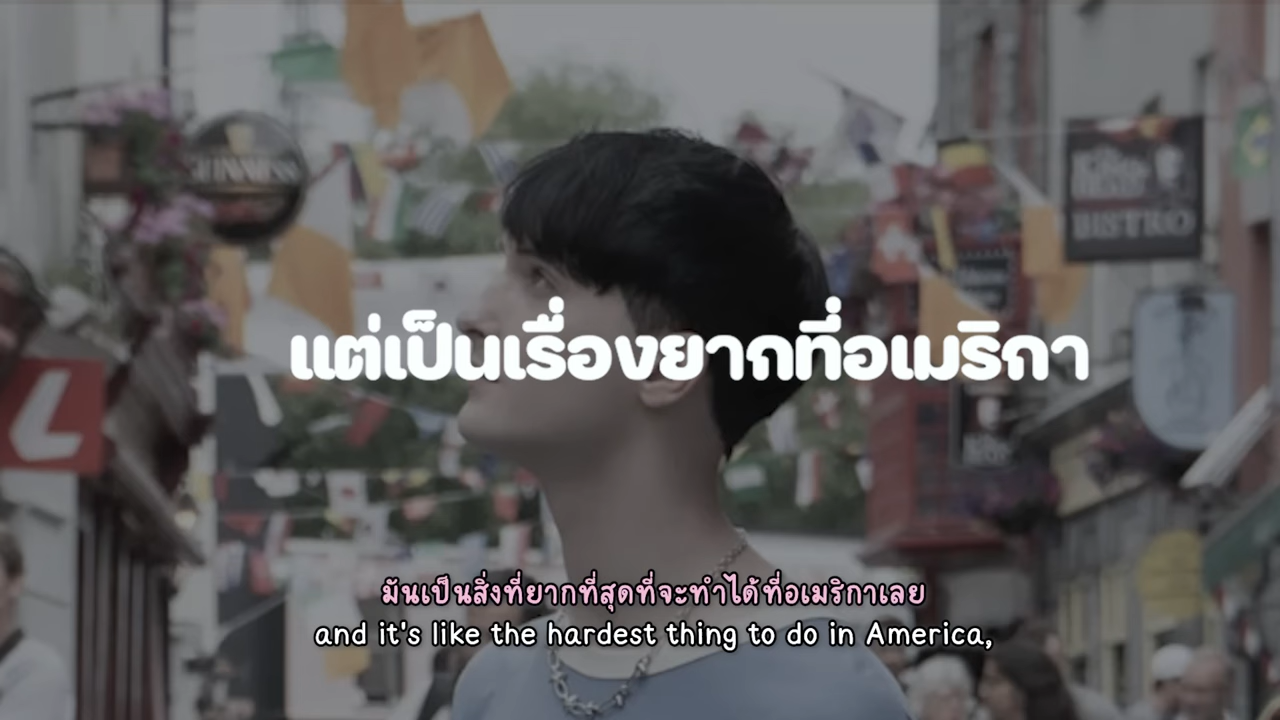 GUINNESS
BISTRO
แต่เป็นเรื่องยากที่อเมริกา
มันเป็นสิ่งที่ยากที่สุดที่จะทำได้ที่อเมริกาเลย
and it's like the hardest thing to do in America,